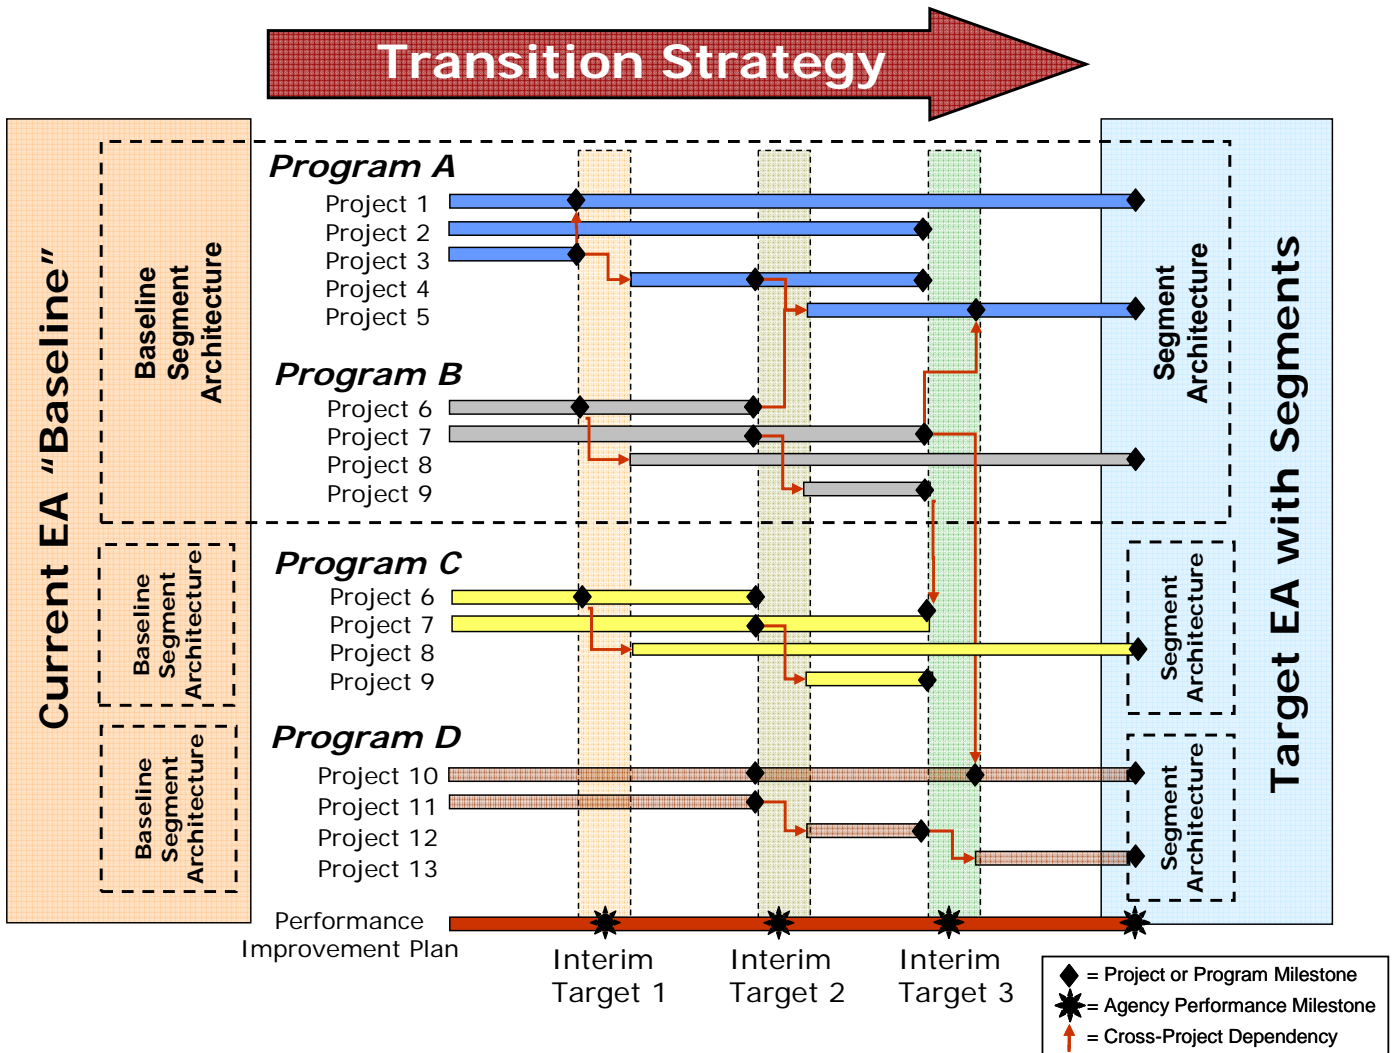 Transition Strategy
Current EA “Baseline”
Baseline
Segment
Architecture
Program A
Project 1
Project 2
Project 3
Project 4
Project 5
Program B
Project 6
Project 7
Project 8
Project 9
Segment
Architecture
Target EA with Segments
Baseline
Segment
Architecture
Program C
Project 6
Project 7
Project 8
Project 9
Segment
Architecture
Baseline
Segment
Architecture
Program D
Project 10
Project 11
Project 12
Project 13
Segment
Architecture
Performance
Improvement Plan
Interim
Target 1
Interim
Target 2
Interim
Target 3
= Project or Program Milestone
= Agency Performance Milestone
= Cross-Project Dependency